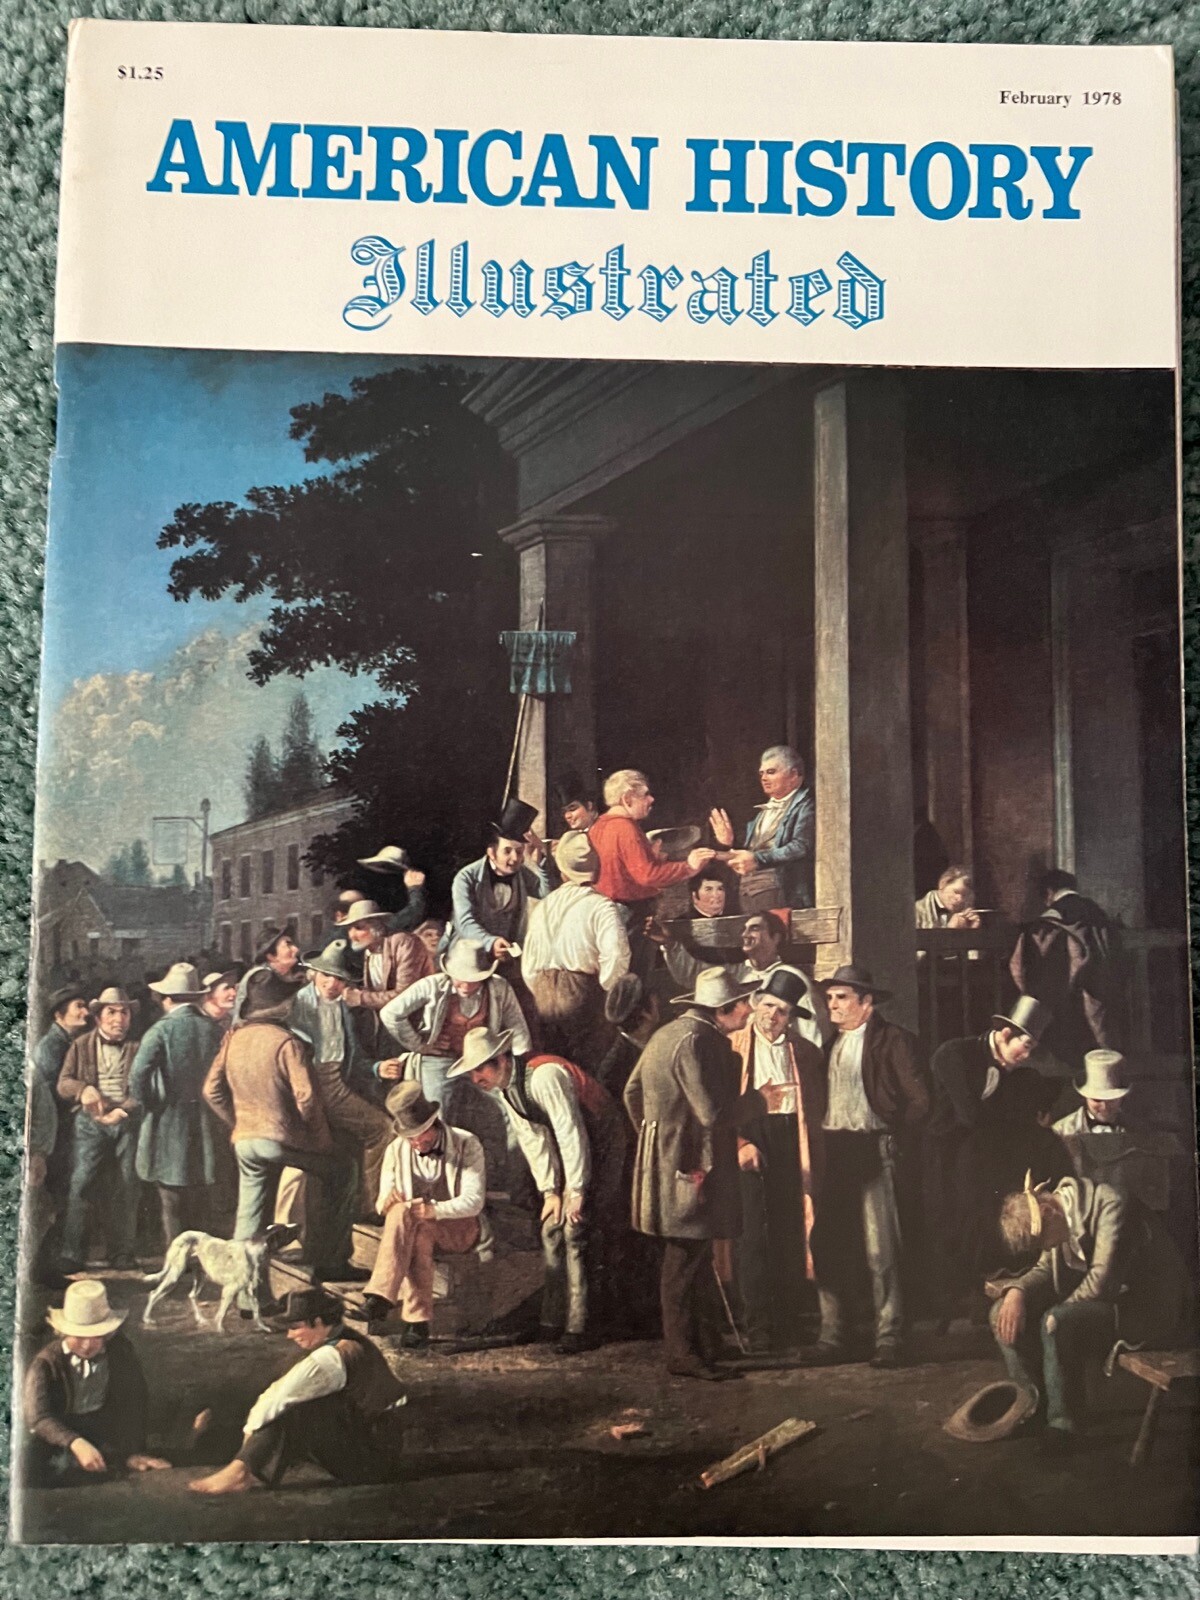 $1.25
February 1978
AMERICAN HISTORY
Illustrated